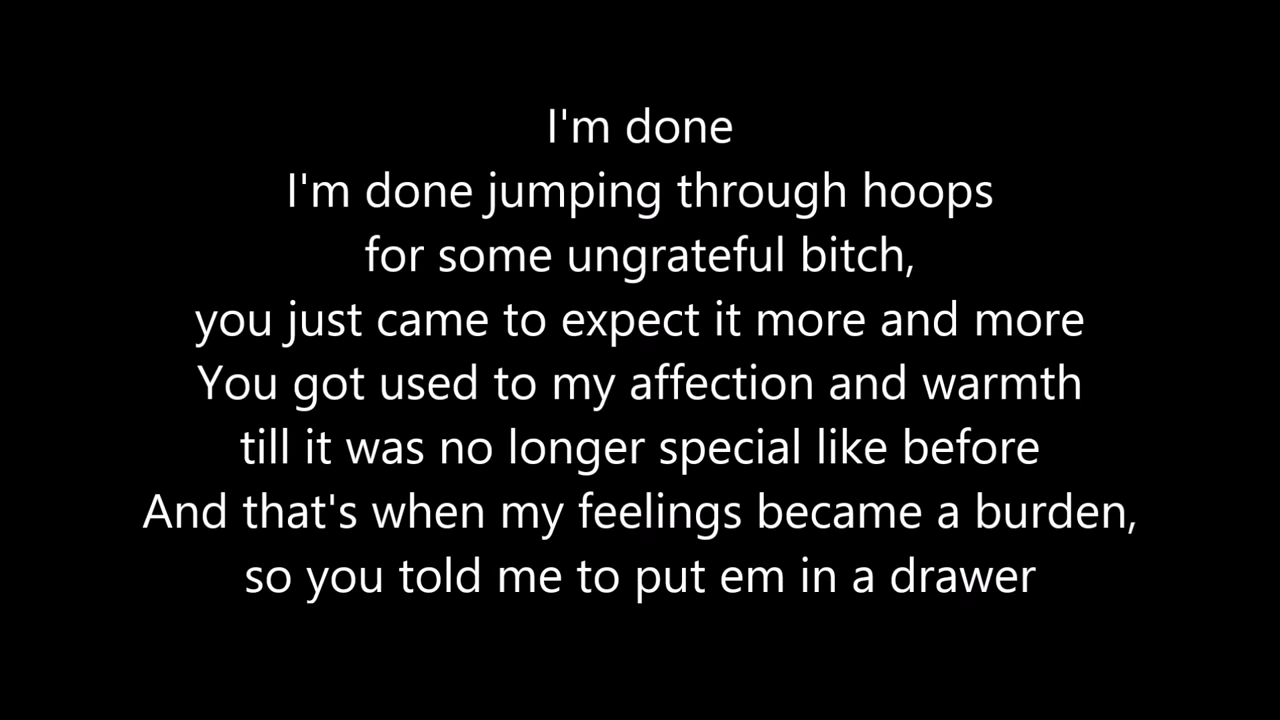 I'm done
I'm done jumping through hoops
for some ungrateful bitch,
you just came to expect it more and more
You got used to my affection and warmth
till it was no longer special like before
And that's when my feelings became a burden,
so you told me to put em in a drawer